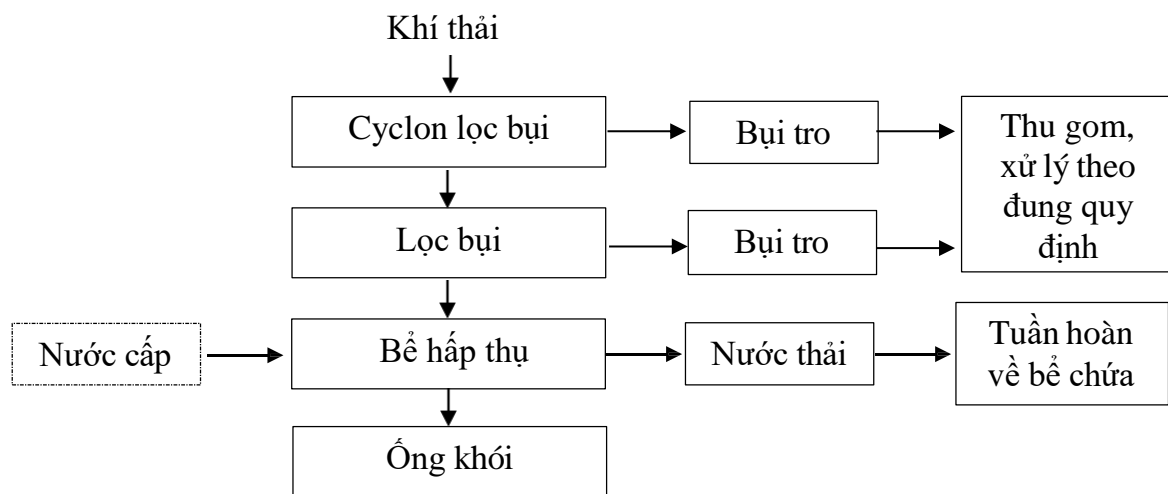 Khí thải
Cyclon lọc bụi
Bụi tro
Thu gom,
xử lý theo
đung quy
định
Lọc bụi
Bụi tro
Nước cấp
Bể hấp thụ
Nước thải
Tuần hoàn
về bể chứa
Ống khói